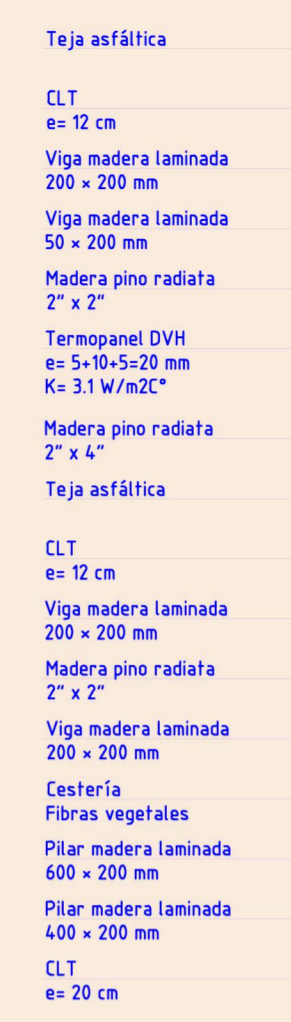 Teja asfáltica
CLT
e= 12 cm
Viga madera laminada
200 × 200 mm
Viga madera laminada
50 × 200 mm
Madera pino radiata
2" x 2"
Termopanel DVH
e= 5+10+5=20 mm
K= 3.1 W/m2C°
Madera pino radiata
2" x 4"
Teja asfáltica
CLT
e= 12 cm
Viga madera laminada
200 × 200 mm
Madera pino radiata
2" x 2"
Viga madera laminada
200 × 200 mm
Cestería
Fibras vegetales
Pilar madera laminada
600 × 200 mm
Pilar madera laminada
400 × 200 mm
CLT
e= 20 cm